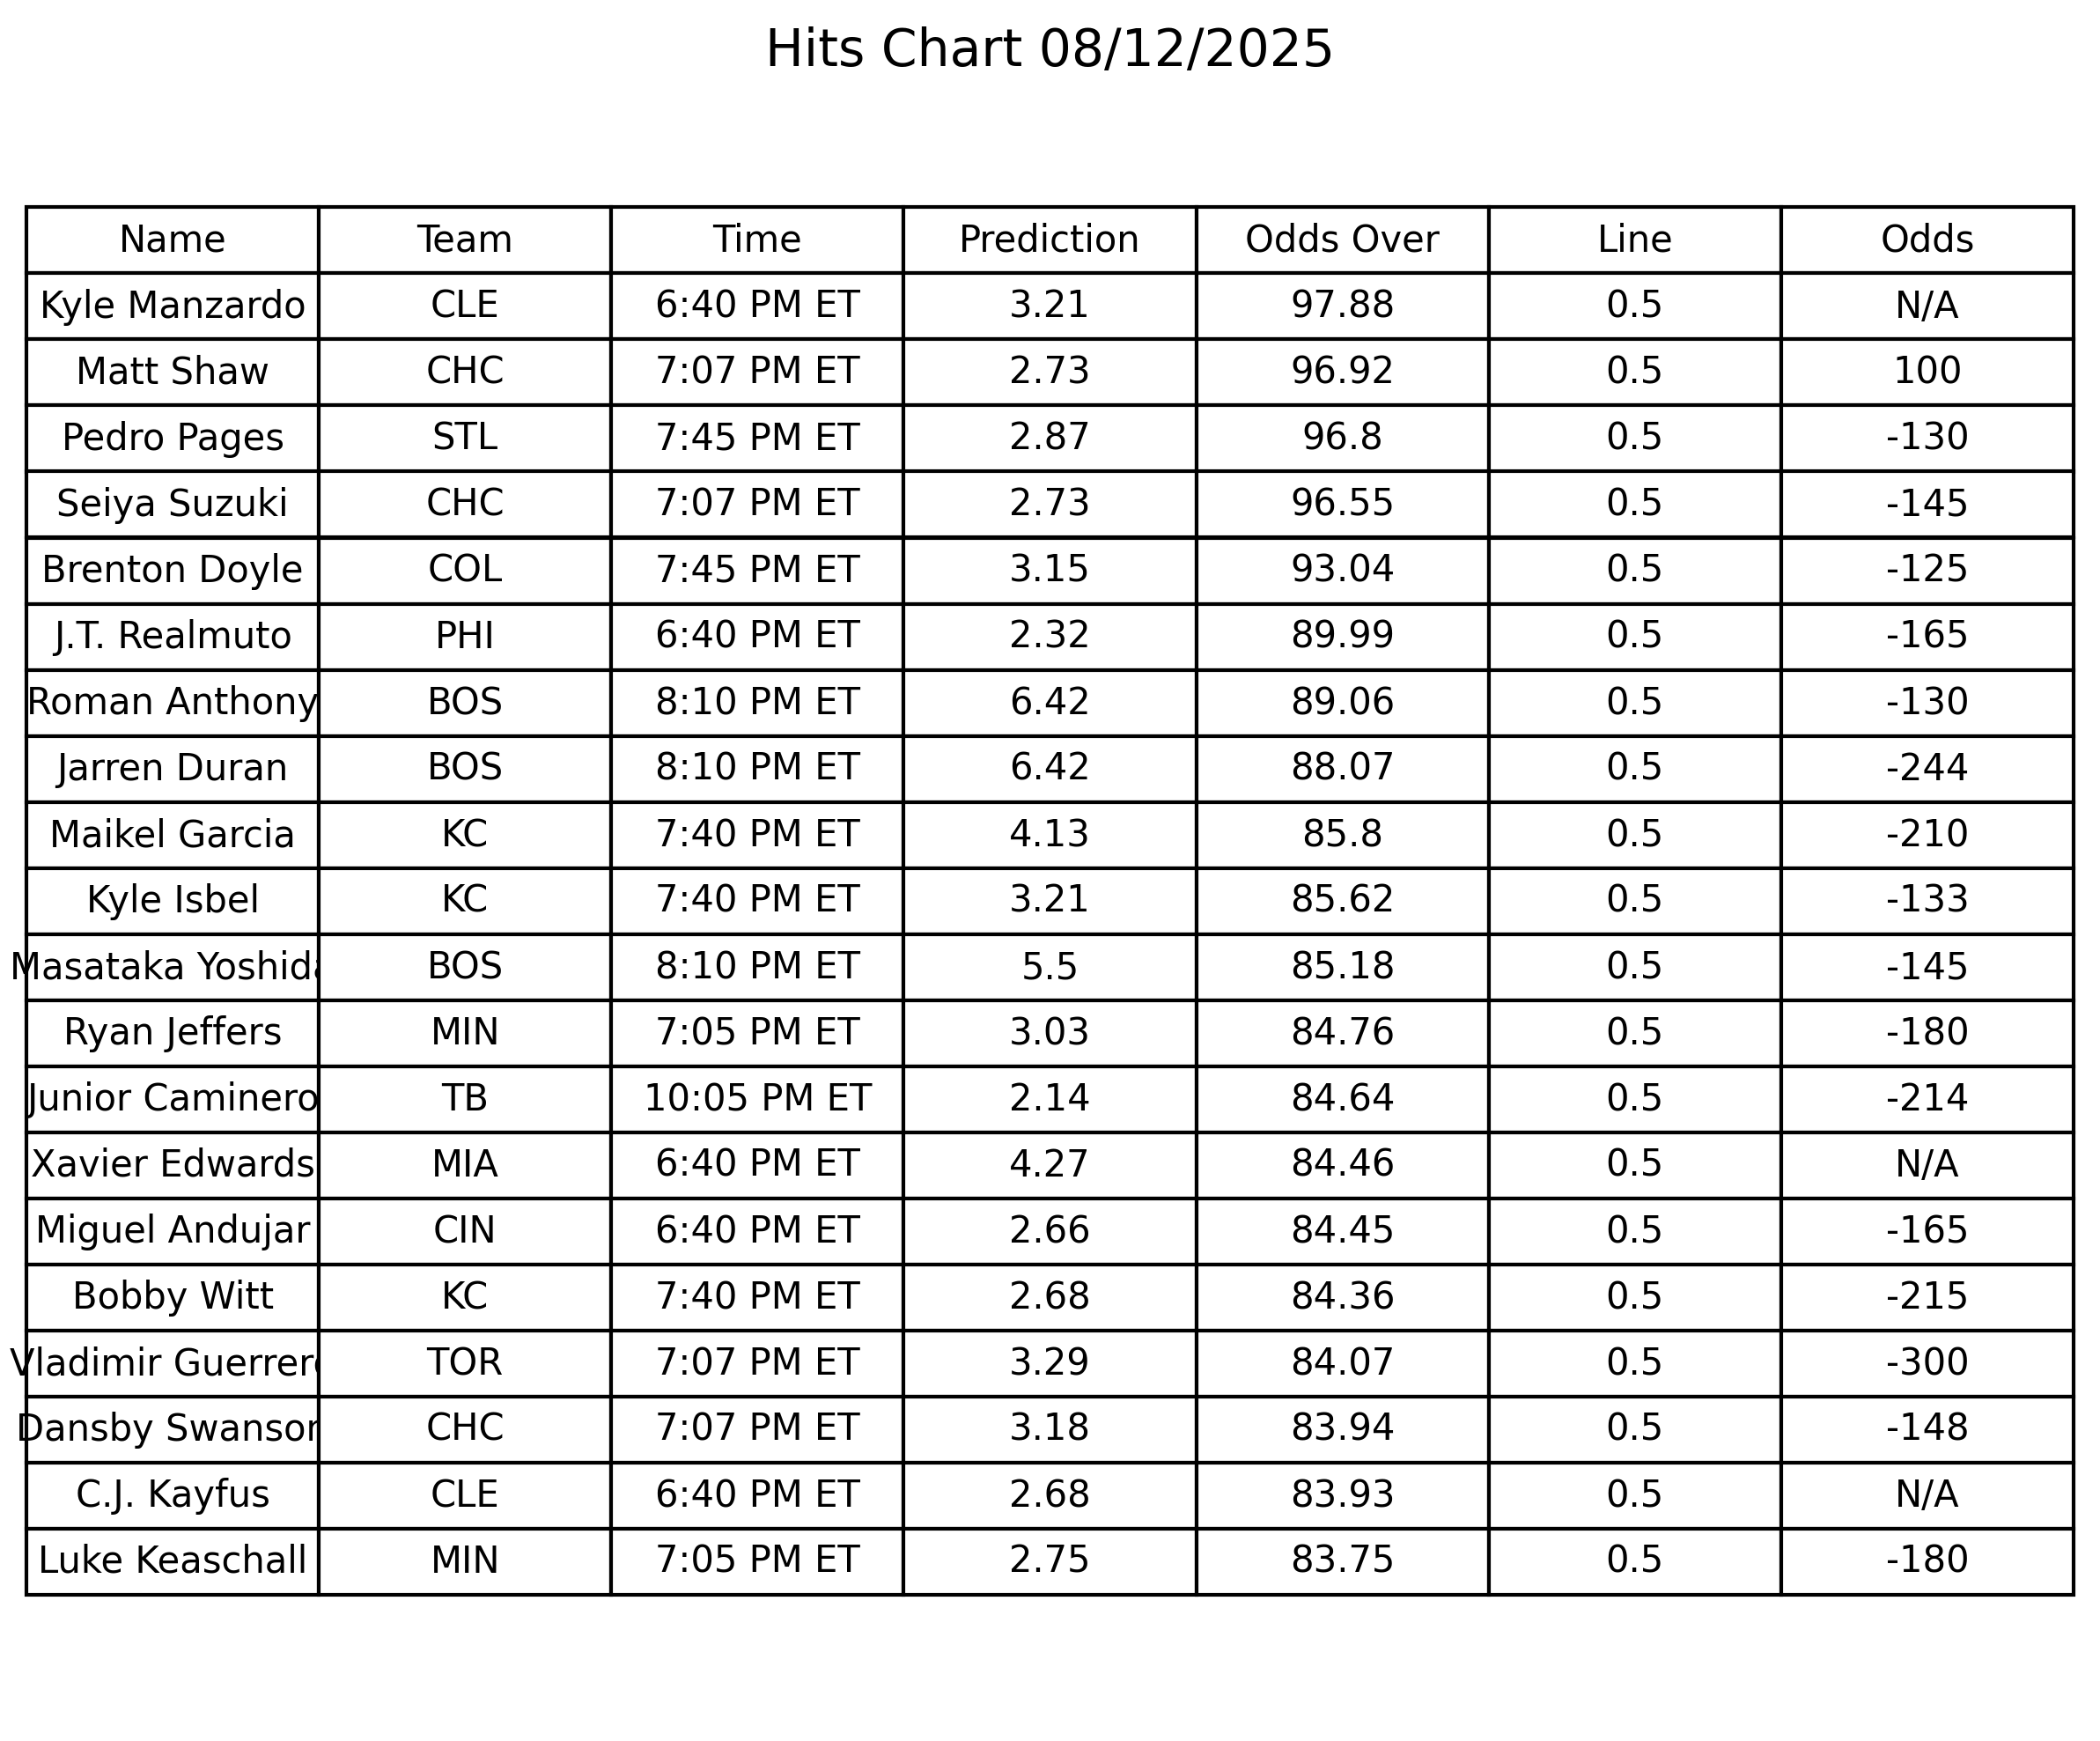 Hits Chart 08/12/2025
Name Team Time Prediction Odds Over Line Odds
Kyle Manzardo CLE 6:40 PM ET 3.21 97.88 0.5 N/A
Matt Shaw CHC 7:07 PM ET 2.73 96.92 0.5 100
Pedro Pages STL 7:45 PM ET 2.87 96.8 0.5 -130
Seiya Suzuki CHC 7:07 PM ET 2.73 96.55 0.5 -145
Brenton Doyle COL 7:45 PM ET 3.15 93.04 0.5 -125
J.T. Realmuto PHI 6:40 PM ET 2.32 89.99 0.5 -165
Roman Anthony BOS 8:10 PM ET 6.42 89.06 0.5 -130
Jarren Duran BOS 8:10 PM ET 6.42 88.07 0.5 -244
Maikel Garcia KC 7:40 PM ET 4.13 85.8 0.5 -210
Kyle Isbel KC 7:40 PM ET 3.21 85.62 0.5 -133
Masataka Yoshida BOS 8:10 PM ET 5.5 85.18 0.5 -145
Ryan Jeffers MIN 7:05 PM ET 3.03 84.76 0.5 -180
Junior Caminero TB 10:05 PM ET 2.14 84.64 0.5 -214
Xavier Edwards MIA 6:40 PM ET 4.27 84.46 0.5 N/A
Miguel Andujar CIN 6:40 PM ET 2.66 84.45 0.5 -165
Bobby Witt KC 7:40 PM ET 2.68 84.36 0.5 -215
Vladimir Guerrero TOR 7:07 PM ET 3.29 84.07 0.5 -300
Dansby Swanson CHC 7:07 PM ET 3.18 83.94 0.5 -148
C.J. Kayfus CLE 6:40 PM ET 2.68 83.93 0.5 N/A
Luke Keaschall MIN 7:05 PM ET 2.75 83.75 0.5 -180